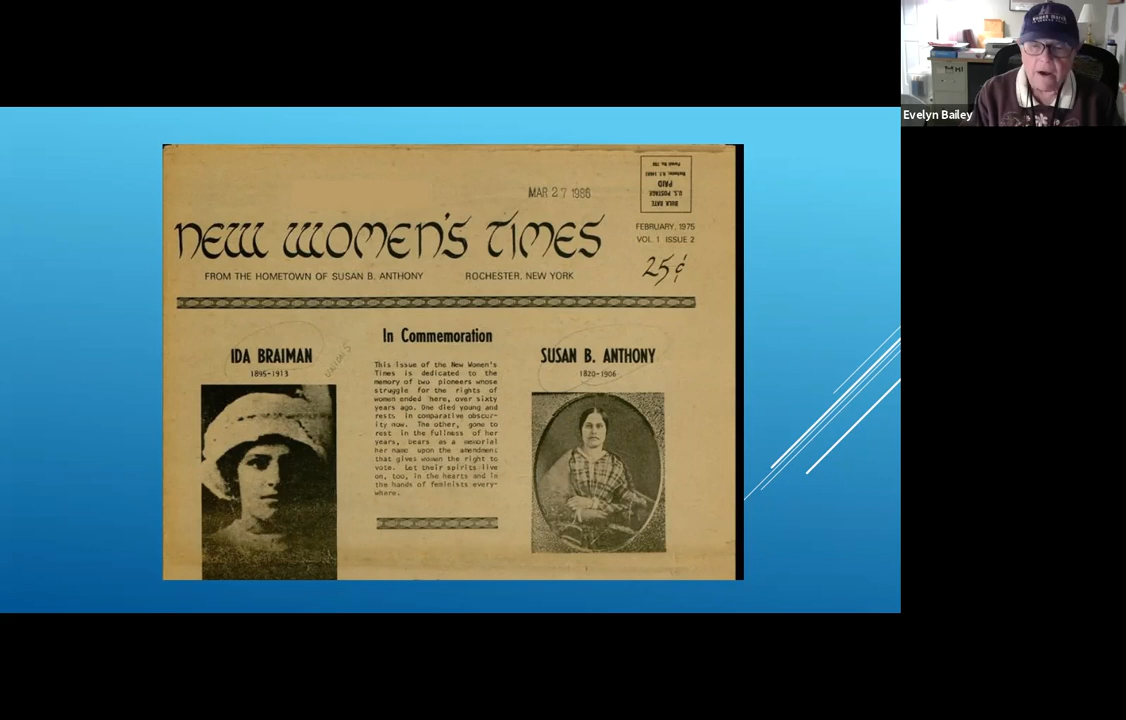 Evelyn Bailey
MAR 27 1986
BULK RATE
U.S. POSTAGE
PAID
Rochester, N.Y.
Permit No.
NEW WOMEN'S TIMES
FEBRUARY, 1975
VOL. 1 ISSUE 2
25¢
FROM THE HOMETOWN OF SUSAN B. ANTHONY
ROCHESTER, NEW YORK
In Commemoration
IDA BRAIMAN
1895-1913
UNIONS
This issue of the New Women's
Times is dedicated to the
memory of two pioneers whose
struggle for the rights of
women ended here, over sixty
years ago. One died young and
rests in comparative obscur-
ity now. The other, gone to
rest in the fullness of her
years, bears as a memorial
her name upon the amendment
that gives women the right to
vote. Let their spirits live
on, too, in the hearts and in
the hands of feminists every-
where.
SUSAN B. ANTHONY
1820-1906